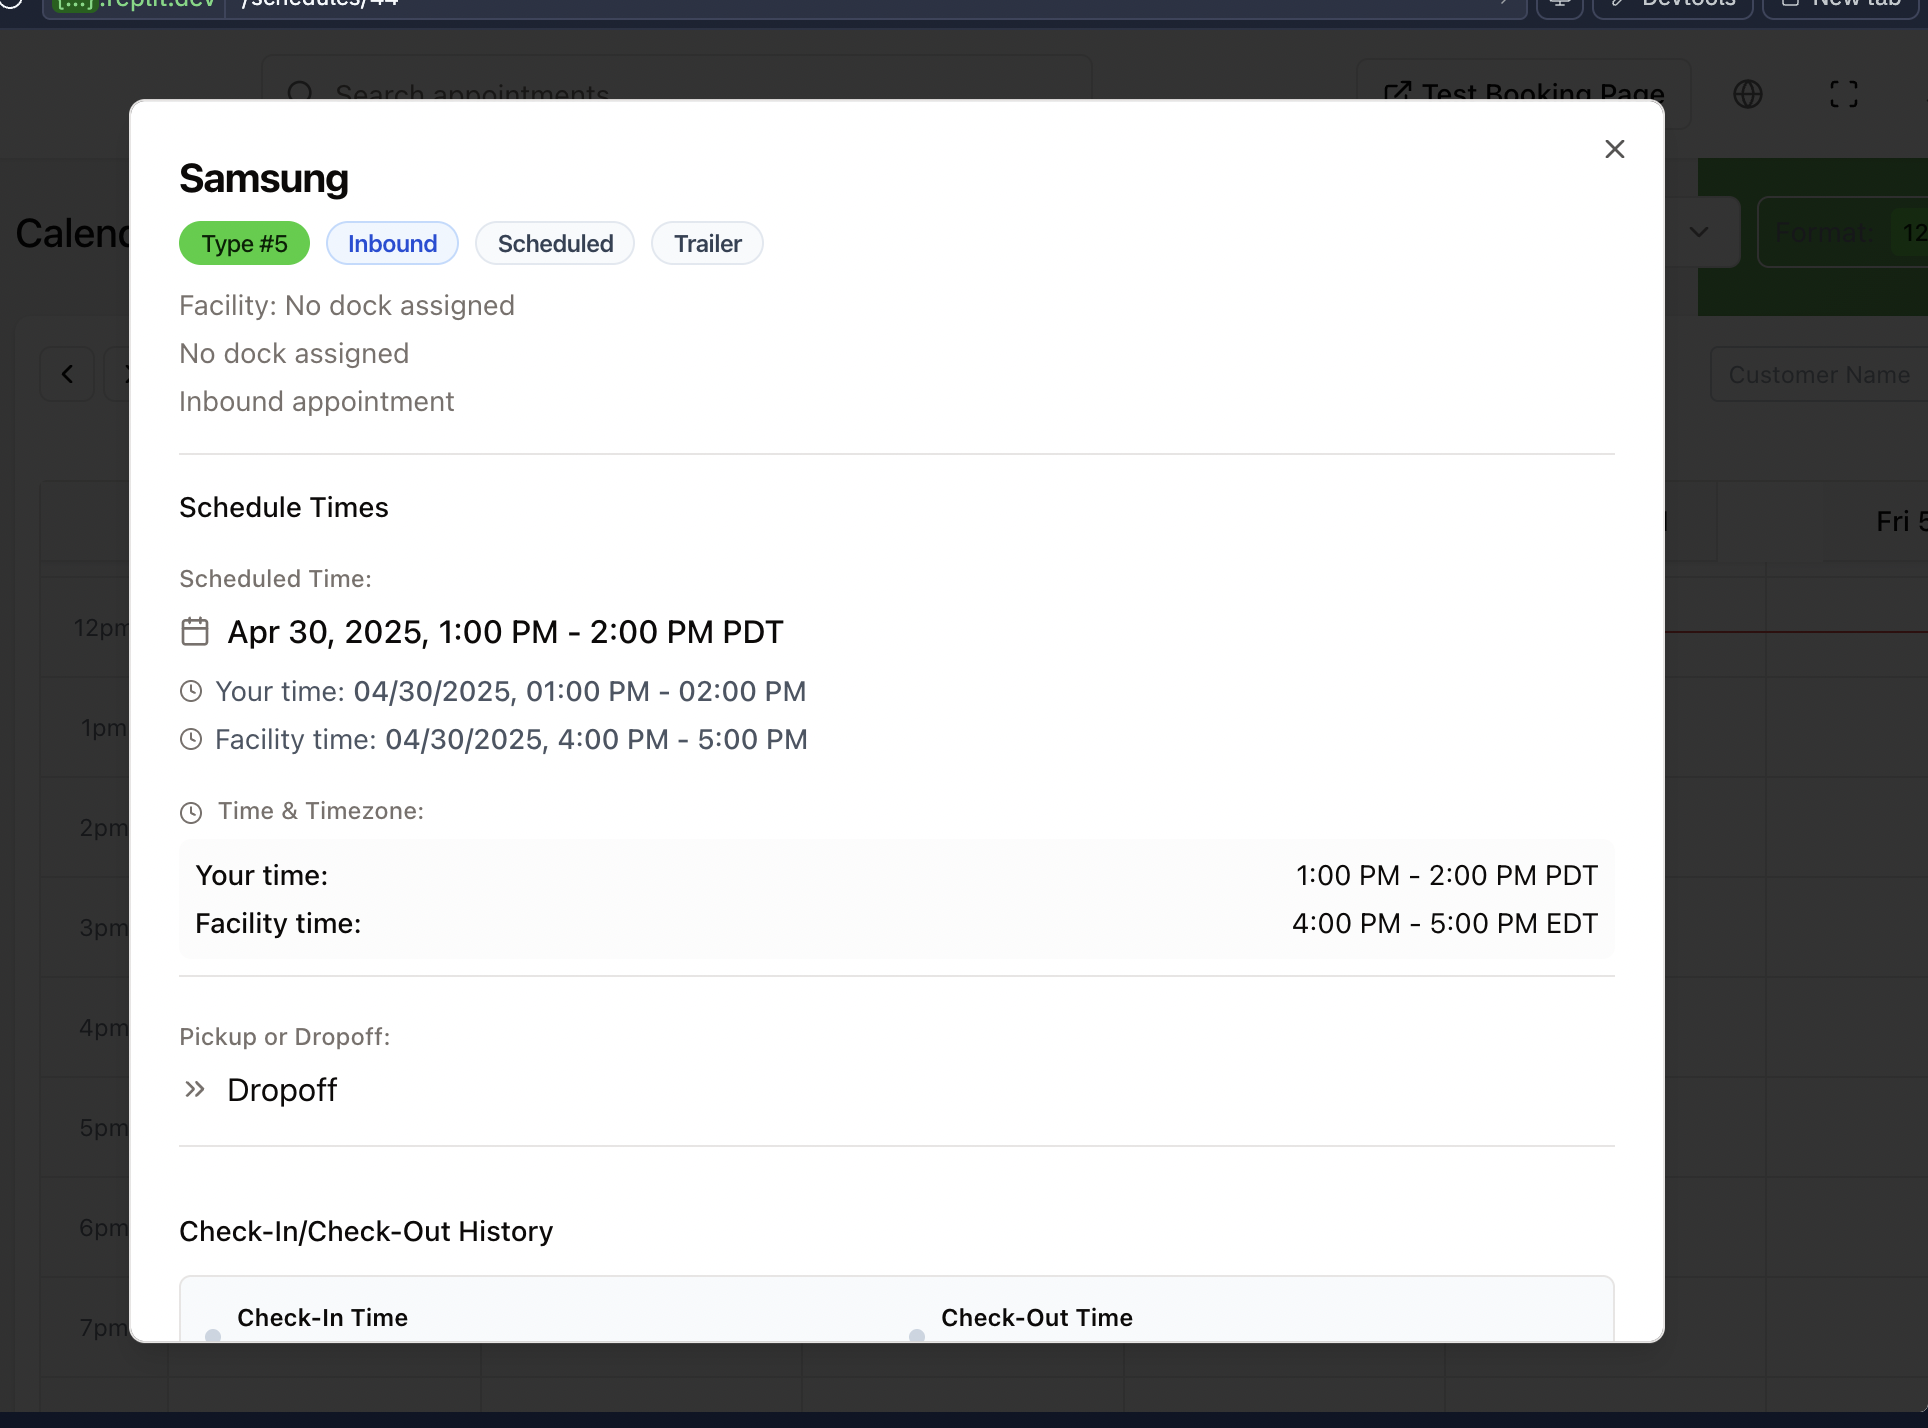 [...].replit.dev /schedules/44
Devtools
New tab
Search appointments
Test Booking Page
Samsung
Calend
Type #5 Inbound Scheduled Trailer
Format: 12
Facility: No dock assigned
No dock assigned
Inbound appointment
Customer Name
Schedule Times
Fri 5
Scheduled Time:
12pm
Apr 30, 2025, 1:00 PM - 2:00 PM PDT
Your time: 04/30/2025, 01:00 PM - 02:00 PM
1pm
Facility time: 04/30/2025, 4:00 PM - 5:00 PM
Time & Timezone:
2pm
Your time: 1:00 PM - 2:00 PM PDT
3pm
Facility time: 4:00 PM - 5:00 PM EDT
4pm
Pickup or Dropoff:
Dropoff
5pm
6pm
Check-In/Check-Out History
7pm
Check-In Time Check-Out Time